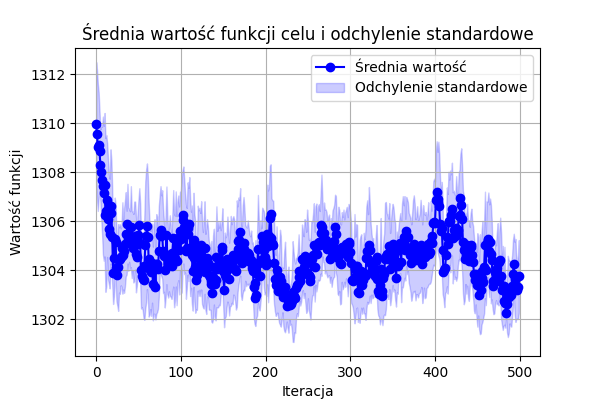 Średnia wartość funkcji celu i odchylenie standardowe
Średnia wartość
Odchylenie standardowe
Wartość funkcji
1312
1310
1308
1306
1304
1302
0 100 200 300 400 500
Iteracja